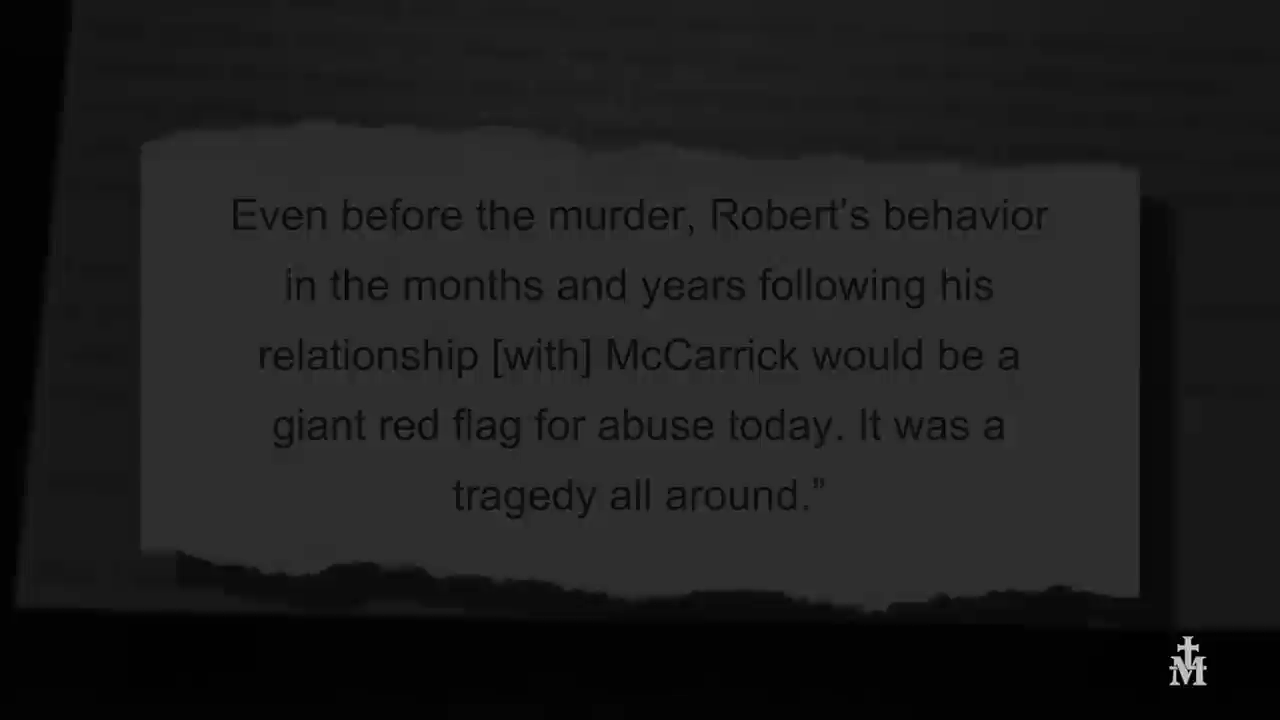 Even before the murder, Robert's behavior
in the months and years following his
relationship [with] McCarrick would be a
giant red flag for abuse today. It was a
tragedy all around.”
M